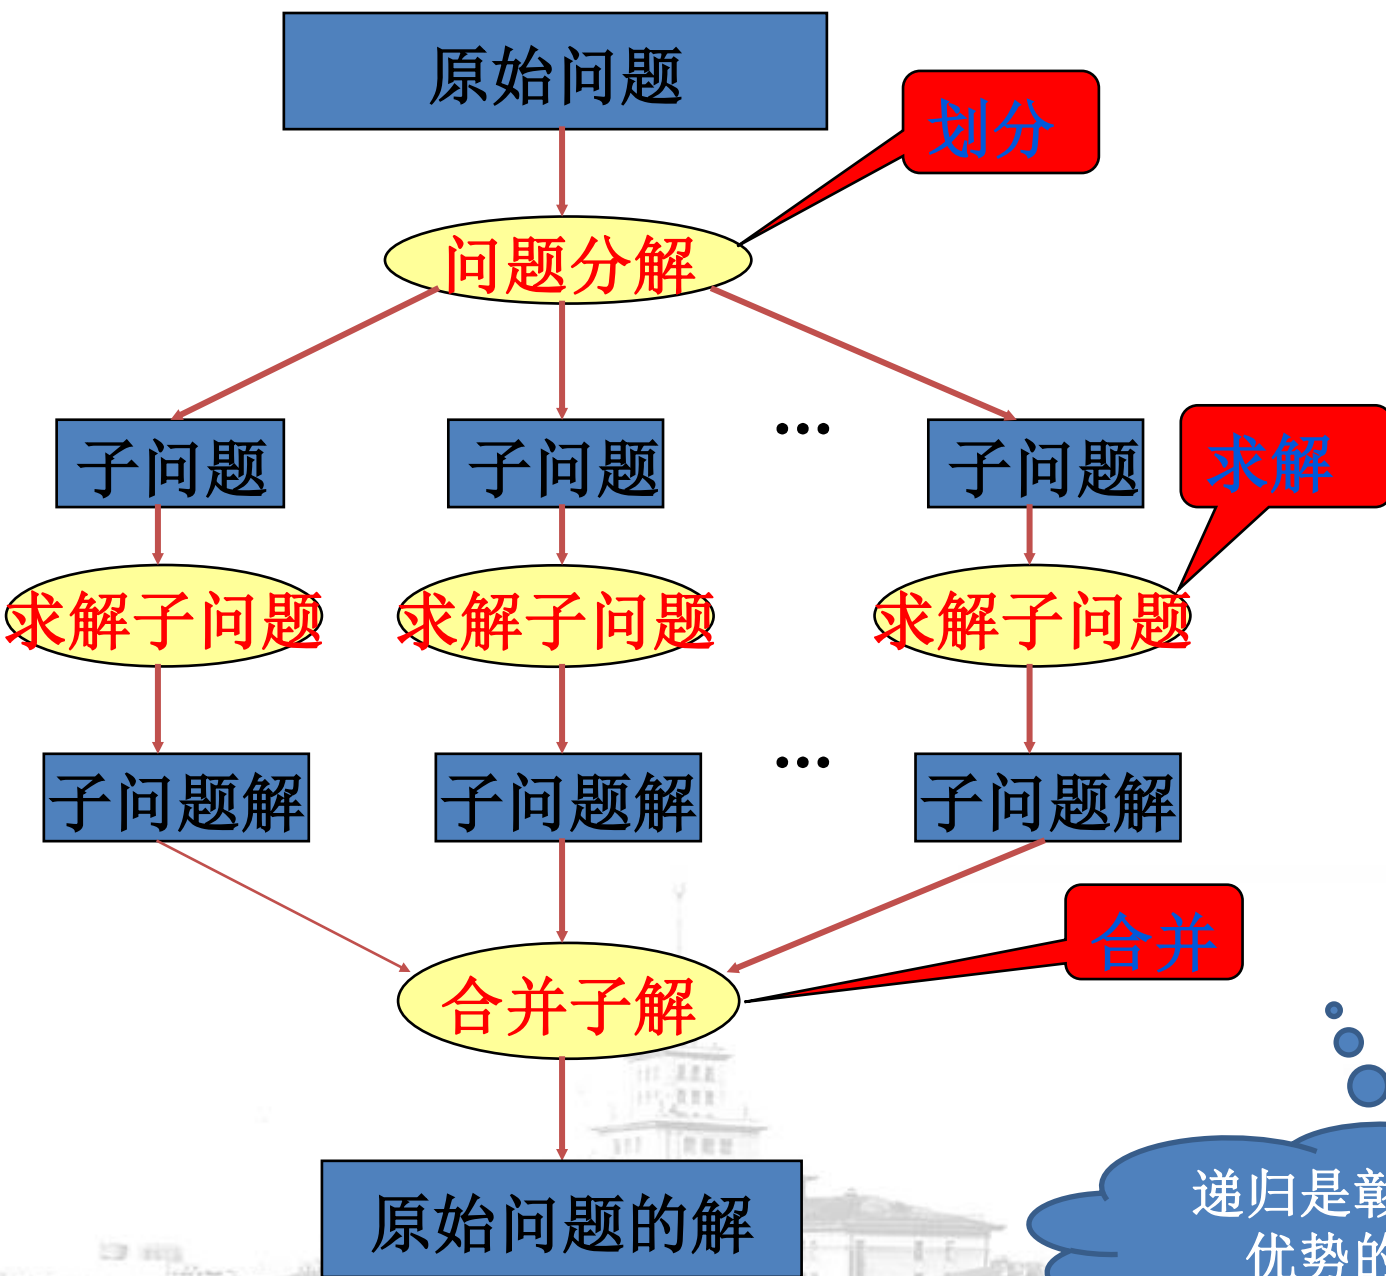 原始问题
划分
问题分解
子问题
子问题
...
子问题
求解
求解子问题
求解子问题
求解子问题
子问题解
子问题解
...
子问题解
合并
合并子解
递归是彰
原始问题的解
优势的